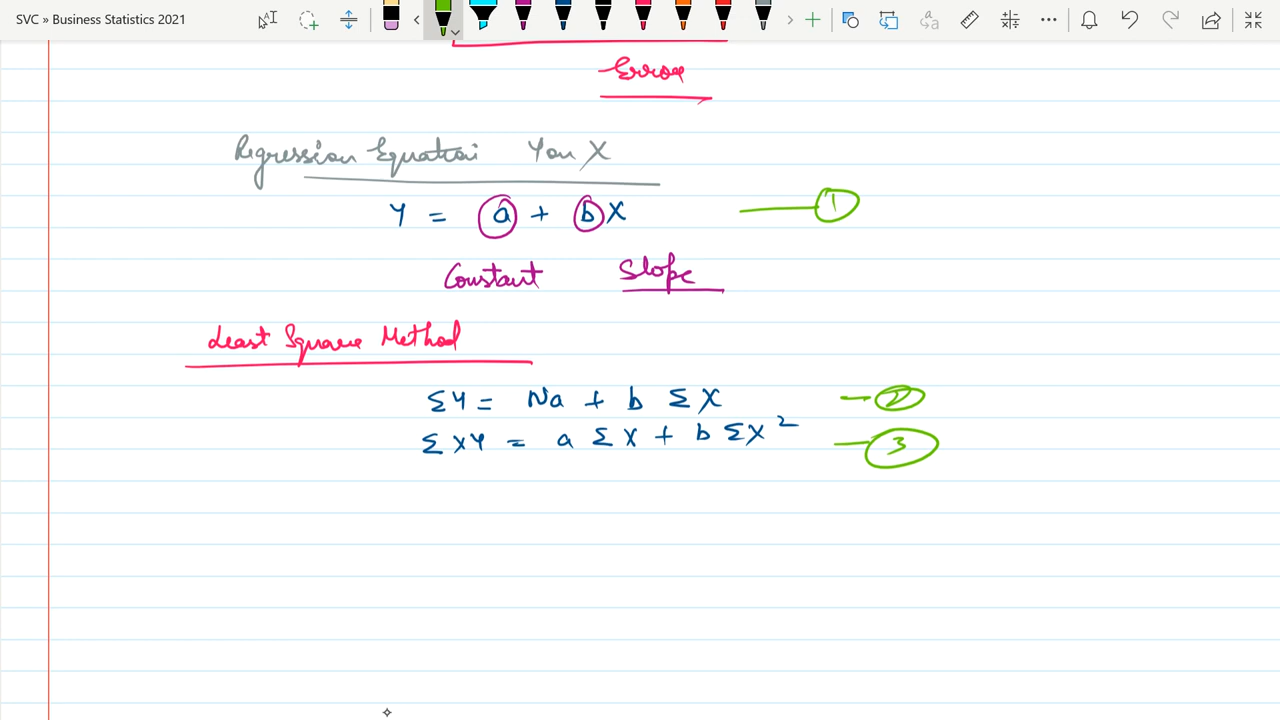 SVC » Business Statistics 2021
Error
Regression Equation Y on X
Y = a + bX 1
Constant Slope
Least Square Method
ΣY = Na + b ΣX 2
ΣXY = a ΣX + b ΣX² 3